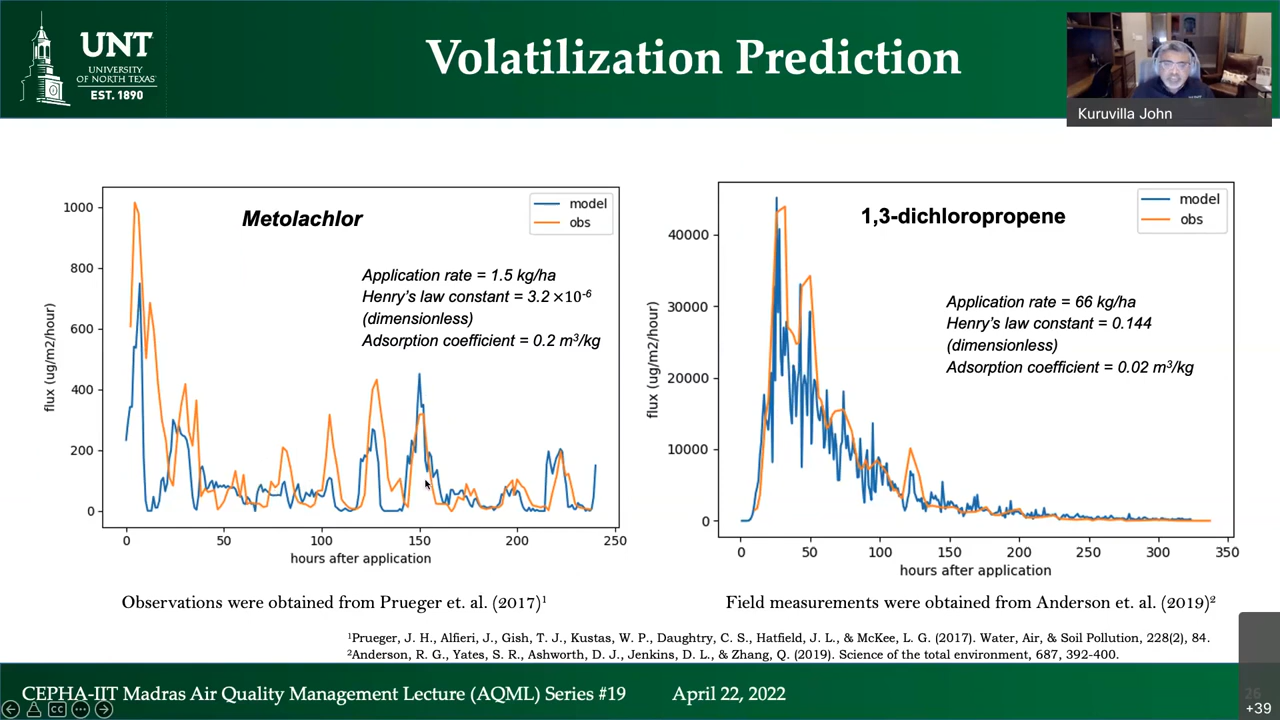 UNT
UNIVERSITY
OF NORTH TEXAS
EST. 1890
Volatilization Prediction
Kuruvilla John
Metolachlor
model
obs
Application rate = 1.5 kg/ha
Henry's law constant = 3.2 ×10⁻⁶
(dimensionless)
Adsorption coefficient = 0.2 m³/kg
flux (ug/m2/hour)
1000
800
600
400
200
0
0 50 100 150 200 250
hours after application
1,3-dichloropropene
model
obs
Application rate = 66 kg/ha
Henry's law constant = 0.144
(dimensionless)
Adsorption coefficient = 0.02 m³/kg
flux (ug/m2/hour)
40000
30000
20000
10000
0
0 50 100 150 200 250 300 350
hours after application
Observations were obtained from Prueger et. al. (2017)¹
Field measurements were obtained from Anderson et. al. (2019)²
¹Prueger, J. H., Alfieri, J., Gish, T. J., Kustas, W. P., Daughtry, C. S., Hatfield, J. L., & McKee, L. G. (2017). Water, Air, & Soil Pollution, 228(2), 84.
²Anderson, R. G., Yates, S. R., Ashworth, D. J., Jenkins, D. L., & Zhang, Q. (2019). Science of the total environment, 687, 392-400.
CEPHA-IIT Madras Air Quality Management Lecture (AQML) Series #19 April 22, 2022
CC
26
+39